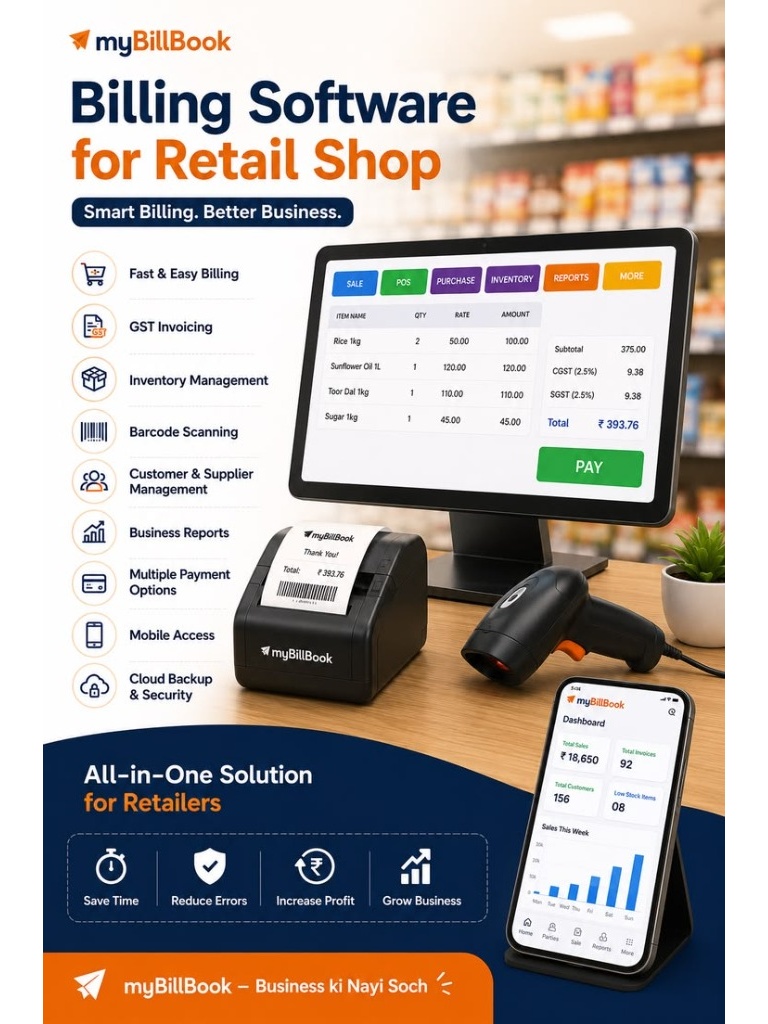 myBillBook
Billing Software
for Retail Shop
Smart Billing. Better Business.
Fast & Easy Billing
GST
GST Invoicing
Inventory Management
Barcode Scanning
Customer & Supplier
Management
Business Reports
Multiple Payment
Options
Mobile Access
Cloud Backup
& Security
SALE POS PURCHASE INVENTORY REPORTS MORE
ITEM NAME QTY RATE AMOUNT
Rice 1kg 2 50.00 100.00
Sunflower Oil 1L 1 120.00 120.00
Toor Dal 1kg 1 110.00 110.00
Sugar 1kg 1 45.00 45.00
Subtotal 375.00
CGST (2.5%) 9.38
SGST (2.5%) 9.38
Total ₹ 393.76
PAY
myBillBook
Thank You!
Total: ₹ 393.76
myBillBook
myBillBook
Dashboard
Total Sales
₹ 18,650
Total Invoices
92
Total Customers
156
Low Stock Items
08
Sales This Week
Mon Tue Wed Thu Fri Sat Sun
Home Parties Sale Reports More
All-in-One Solution
for Retailers
Save Time
Reduce Errors
Increase Profit
Grow Business
myBillBook – Business ki Nayi Soch